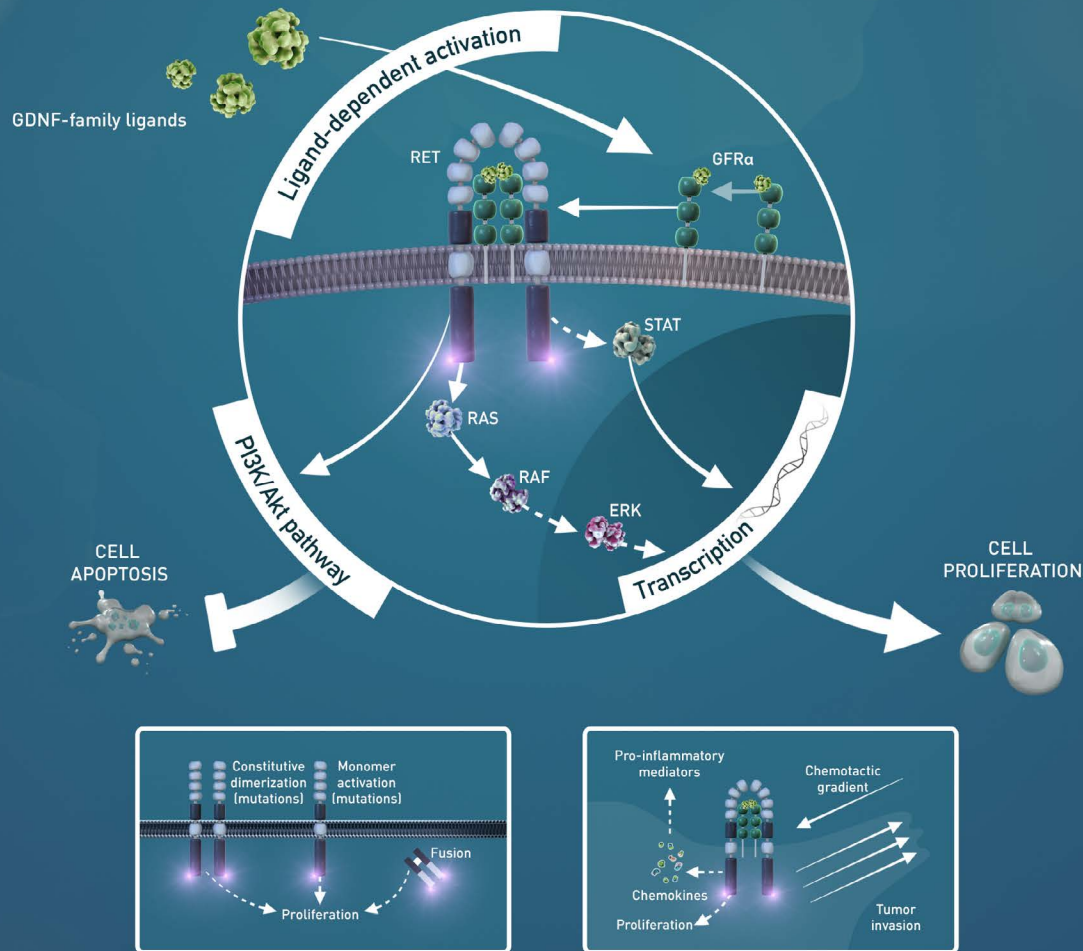 Ligand-dependent activation
GDNF-family ligands
RET
GFRα
STAT
RAS
RAF
ERK
PI3K/Akt pathway
Transcription
CELL
APOPTOSIS
CELL
PROLIFERATION
Constitutive
dimerization
(mutations)
Monomer
activation
(mutations)
Fusion
Proliferation
Pro-inflammatory
mediators
Chemotactic
gradient
Chemokines
Proliferation
Tumor
invasion